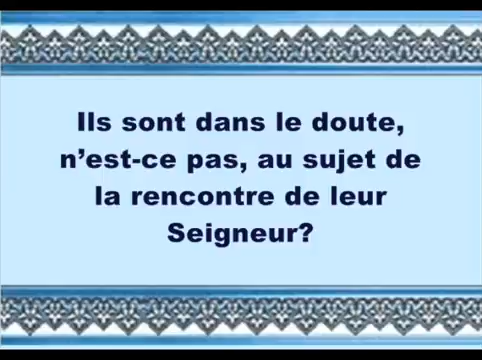 Ils sont dans le doute,
n’est-ce pas, au sujet de
la rencontre de leur
Seigneur?